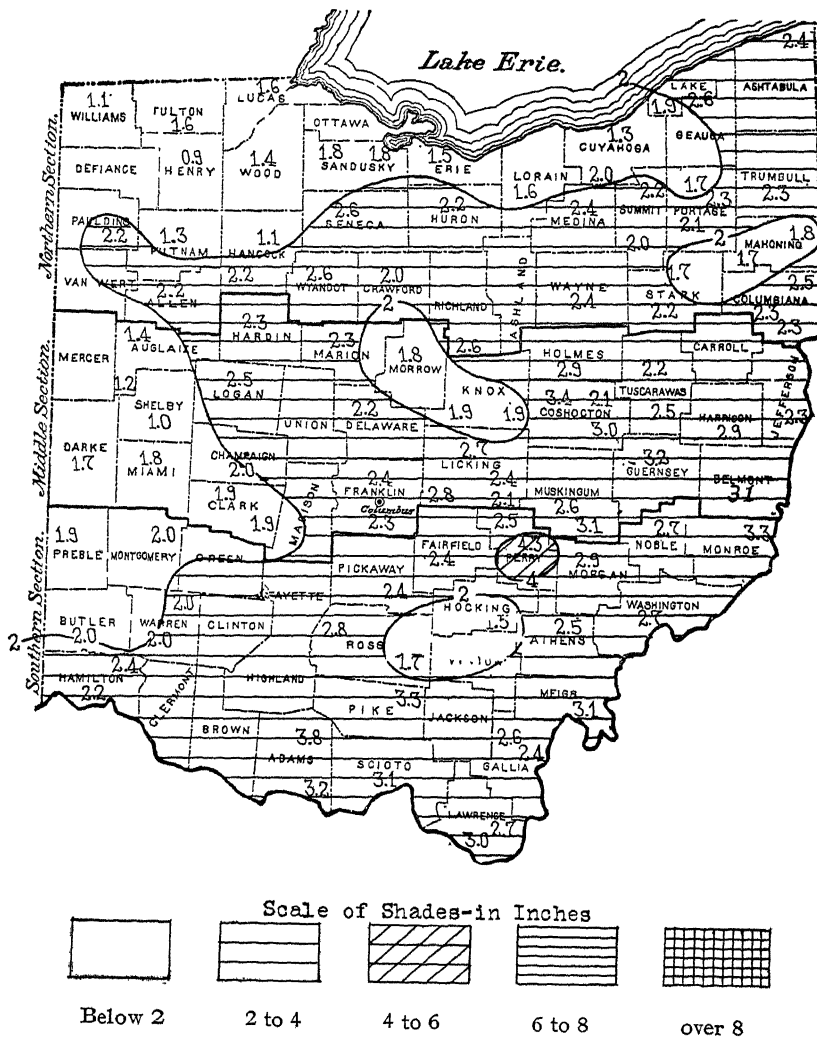 2.4
Lake Erie.
2
1.6
LUCAS
LAKE
ASHTABULA
1.1
WILLIAMS
FULTON
1.6
1.9
2.6
OTTAWA
GEAUGA
1.3
CUYAHOGA
DEFIANCE
0.9
HENRY
1.4
WOOD
1.8
1.8
SANDUSKY
1.5
ERIE
LORAIN
1.6
2.0
1.7
TRUMBULL
2.3
2.2
2.3
Northern Section.
PAULDING
2.2
2.6
SENECA
2.2
HURON
2.4
MEDINA
SUMMIT
PORTAGE
2.1
1.3
PUTNAM
1.1
HANCOCK
2.0
2
1.8
MAHONING
1.7
VAN WERT
2.2
ALLEN
2.2
2.6
WYANDOT
2.0
CRAWFORD
2
RICHLAND
ASHLAND
WAYNE
2.4
1.7
STARK
2.2
2.5
COLUMBIANA
2.3
2.3
1.4
AUGLAIZE
2.3
HARDIN
2.3
MARION
2.6
HOLMES
2.9
CARROLL
MERCER
1.8
MORROW
JEFFERSON
2.3
1.2
SHELBY
1.0
2.5
LOGAN
KNOX
1.9
1.9
3.4
2.1
COSHOCTON
3.0
2.2
TUSCARAWAS
2.5
HARRISON
2.9
Middle Section.
UNION
2.2
DELAWARE
DARKE
1.7
1.8
MIAMI
CHAMPAIGN
2.0
2.7
LICKING
2.4
3.2
GUERNSEY
BELMONT
3.1
1.9
CLARK
1.9
MADISON
2.4
FRANKLIN
Columbus
2.3
2.8
2.1
MUSKINGUM
2.6
1.9
PREBLE
2.0
MONTGOMERY
GREEN
PICKAWAY
FAIRFIELD
2.4
2.5
4.3
PERRY
4
3.1
2.9
MORGAN
2.7
NOBLE
3.3
MONROE
Southern Section.
2.0
FAYETTE
2.4
2
HOCKING
1.5
WASHINGTON
2.7
BUTLER
2.0
2
WARREN
2.0
CLINTON
2.8
ROSS
1.7
2.5
ATHENS
2.4
HAMILTON
2.2
CLERMONT
HIGHLAND
3.3
PIKE
JACKSON
MEIGS
3.1
BROWN
3.8
ADAMS
3.2
SCIOTO
3.1
2.6
2.4
GALLIA
LAWRENCE
2.7
3.0
Scale of Shades-in Inches
Below 2
2 to 4
4 to 6
6 to 8
over 8